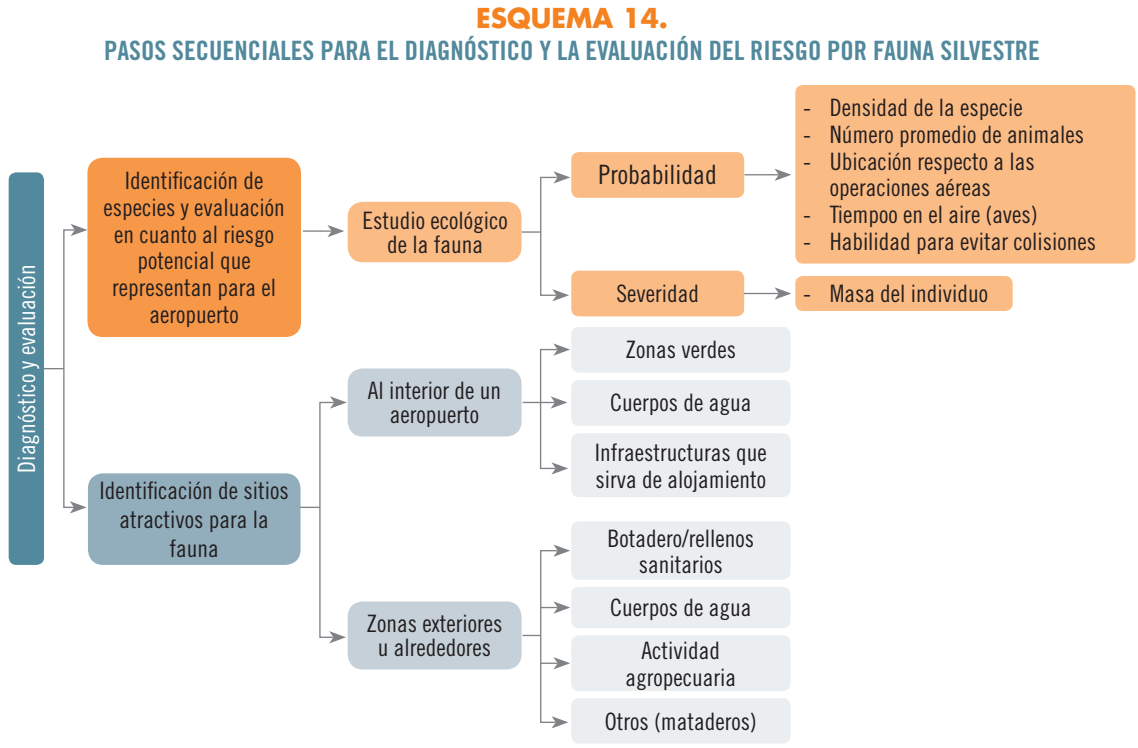 ESQUEMA 14.
PASOS SECUENCIALES PARA EL DIAGNÓSTICO Y LA EVALUACIÓN DEL RIESGO POR FAUNA SILVESTRE
Diagnóstico y evaluación
Identificación de
especies y evaluación
en cuanto al riesgo
potencial que
representan para el
aeropuerto
Estudio ecológico
de la fauna
Probabilidad
- Densidad de la especie
- Número promedio de animales
- Ubicación respecto a las
operaciones aéreas
- Tiempoo en el aire (aves)
- Habilidad para evitar colisiones
Severidad
- Masa del individuo
Identificación de sitios
atractivos para la
fauna
Al interior de un
aeropuerto
Zonas verdes
Cuerpos de agua
Infraestructuras que
sirva de alojamiento
Zonas exteriores
u alrededores
Botadero/rellenos
sanitarios
Cuerpos de agua
Actividad
agropecuaria
Otros (mataderos)